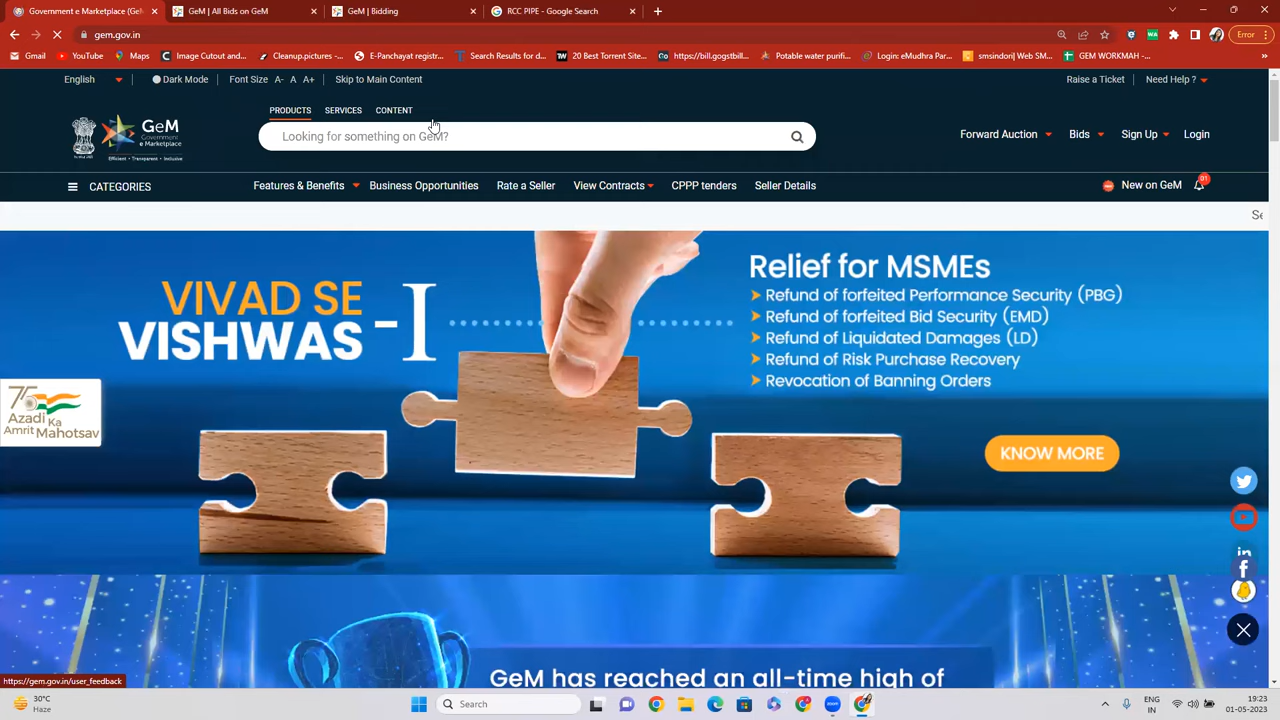 Government e Marketplace (Ge
GeM | All Bids on GeM
GeM | Bidding
RCC PIPE - Google Search
gem.gov.in
Error
Gmail
YouTube
Maps
Image Cutout and...
Cleanup.pictures -...
E-Panchayat registr...
Search Results for d...
20 Best Torrent Site...
https://bill.gogstbill...
Potable water purifi...
Login: eMudhra Par...
smsindori| Web SM...
GEM WORKMAH -...
English
Dark Mode
Font Size A- A A+
Skip to Main Content
Raise a Ticket
Need Help ?
PRODUCTS
SERVICES
CONTENT
GeM
Government
e Marketplace
Efficient • Transparent • Inclusive
Looking for something on GeM?
Forward Auction
Bids
Sign Up
Login
CATEGORIES
Features & Benefits
Business Opportunities
Rate a Seller
View Contracts
CPPP tenders
Seller Details
New on GeM
01
VIVAD SE
VISHWAS - I
Relief for MSMEs
Refund of forfeited Performance Security (PBG)
Refund of forfeited Bid Security (EMD)
Refund of Liquidated Damages (LD)
Refund of Risk Purchase Recovery
Revocation of Banning Orders
KNOW MORE
75
Azadi Ka
Amrit Mahotsav
GeM has reached an all-time high of
https://gem.gov.in/user_feedback
30°C
Haze
Search
ENG
IN
19:23
01-05-2023